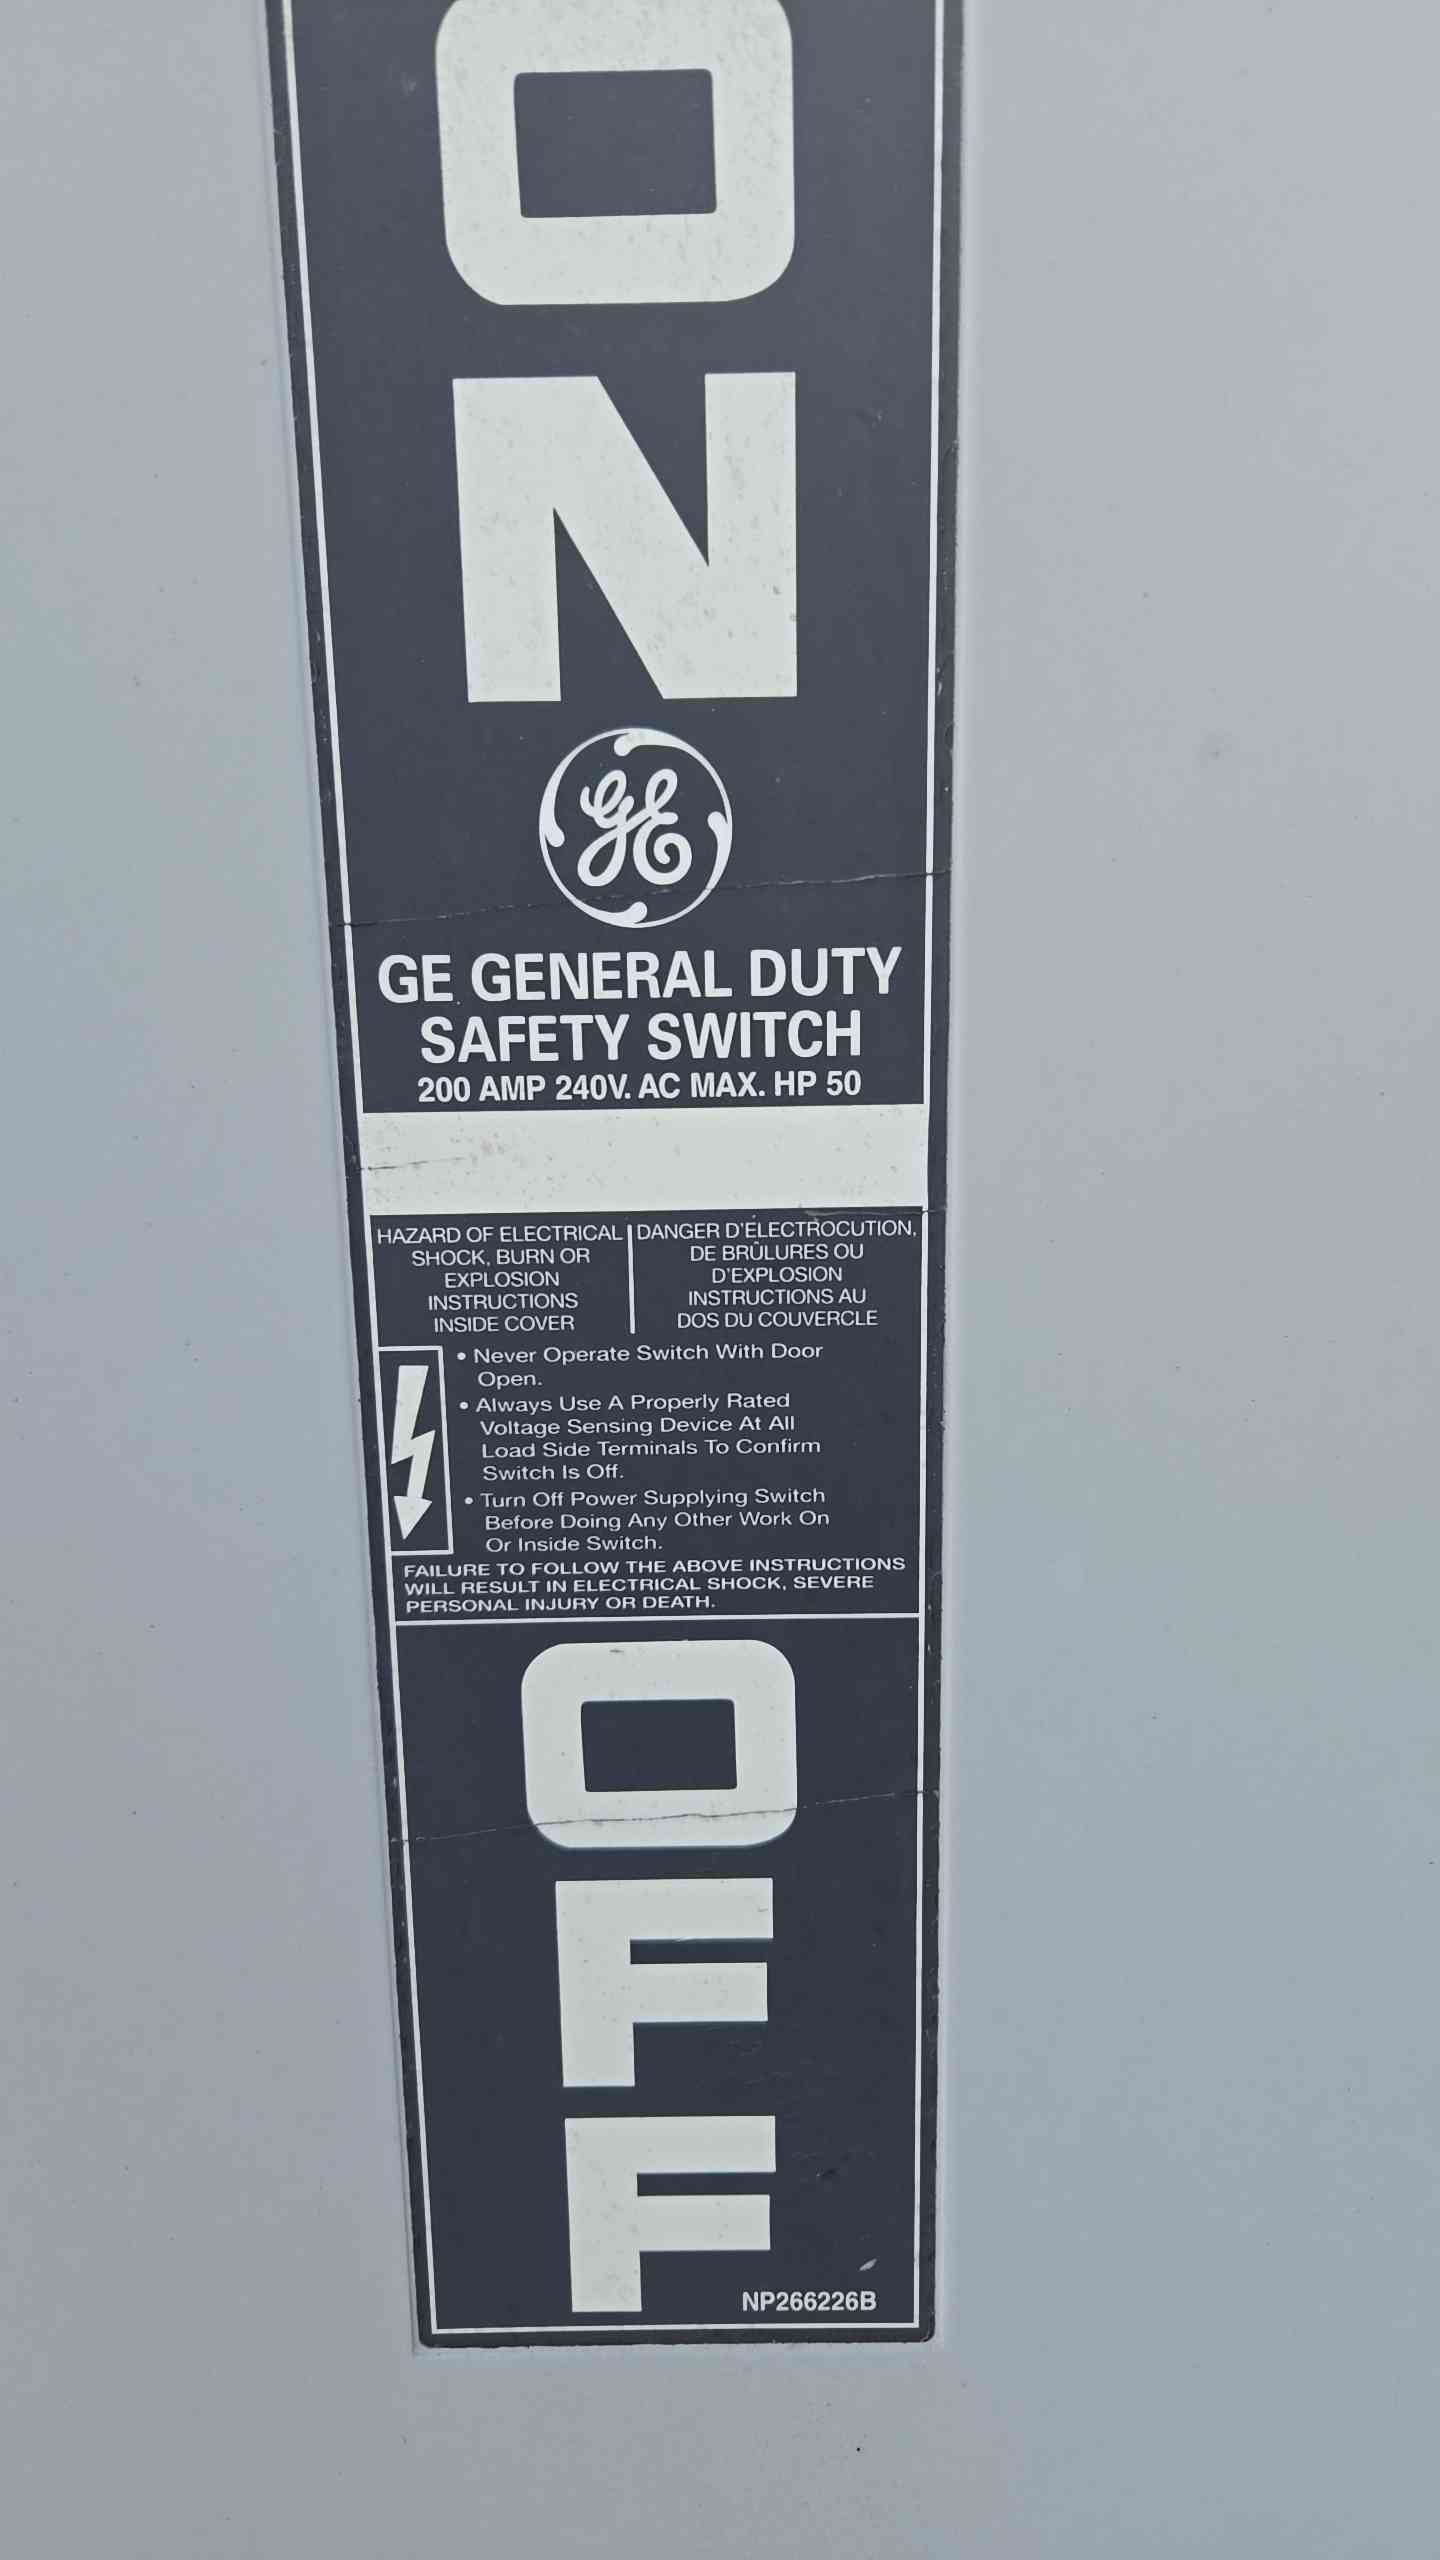 O
N
GE
GE GENERAL DUTY
SAFETY SWITCH
200 AMP 240V. AC MAX. HP 50
HAZARD OF ELECTRICAL
SHOCK, BURN OR
EXPLOSION
INSTRUCTIONS
INSIDE COVER
DANGER D'ÉLECTROCUTION,
DE BRÛLURES OU
D'EXPLOSION
INSTRUCTIONS AU
DOS DU COUVERCLE
• Never Operate Switch With Door
Open.
• Always Use A Properly Rated
Voltage Sensing Device At All
Load Side Terminals To Confirm
Switch Is Off.
• Turn Off Power Supplying Switch
Before Doing Any Other Work On
Or Inside Switch.
FAILURE TO FOLLOW THE ABOVE INSTRUCTIONS
WILL RESULT IN ELECTRICAL SHOCK, SEVERE
PERSONAL INJURY OR DEATH.
O
F
F
NP266226B